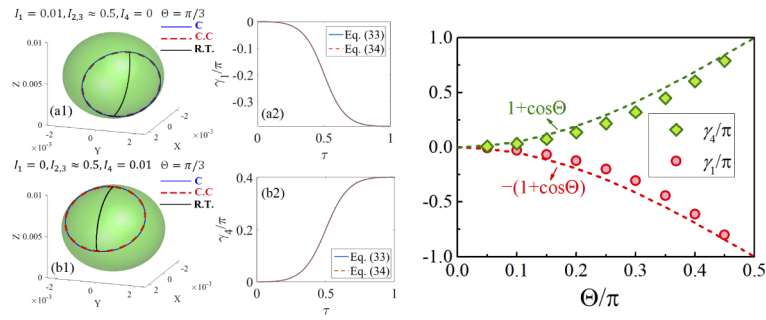 I₁ = 0.01, I₂,₃ ≈ 0.5, I₄ = 0 Θ = π/3
C
C.C
R.T.
0.01
0.005
0
Z
(a1)
−2
0
2
×10⁻³
Y
−2
0
2
×10⁻³
X
0
-0.1
-0.2
-0.3
γ₁/π
Eq. (33)
Eq. (34)
(a2)
τ
I₁ = 0, I₂,₃ ≈ 0.5, I₄ = 0.01 Θ = π/3
C
C.C
R.T.
0.01
0.005
0
Z
(b1)
−2
0
2
×10⁻³
Y
−2
0
2
×10⁻³
X
0.4
0.2
0
γ₄/π
(b2)
Eq. (33)
Eq. (34)
0
0.5
1
τ
1.0
0.5
0.0
-0.5
-1.0
1+cosΘ
−(1+cosΘ)
γ₄/π
γ₁/π
0.0
0.1
0.2
0.3
0.4
0.5
Θ/π